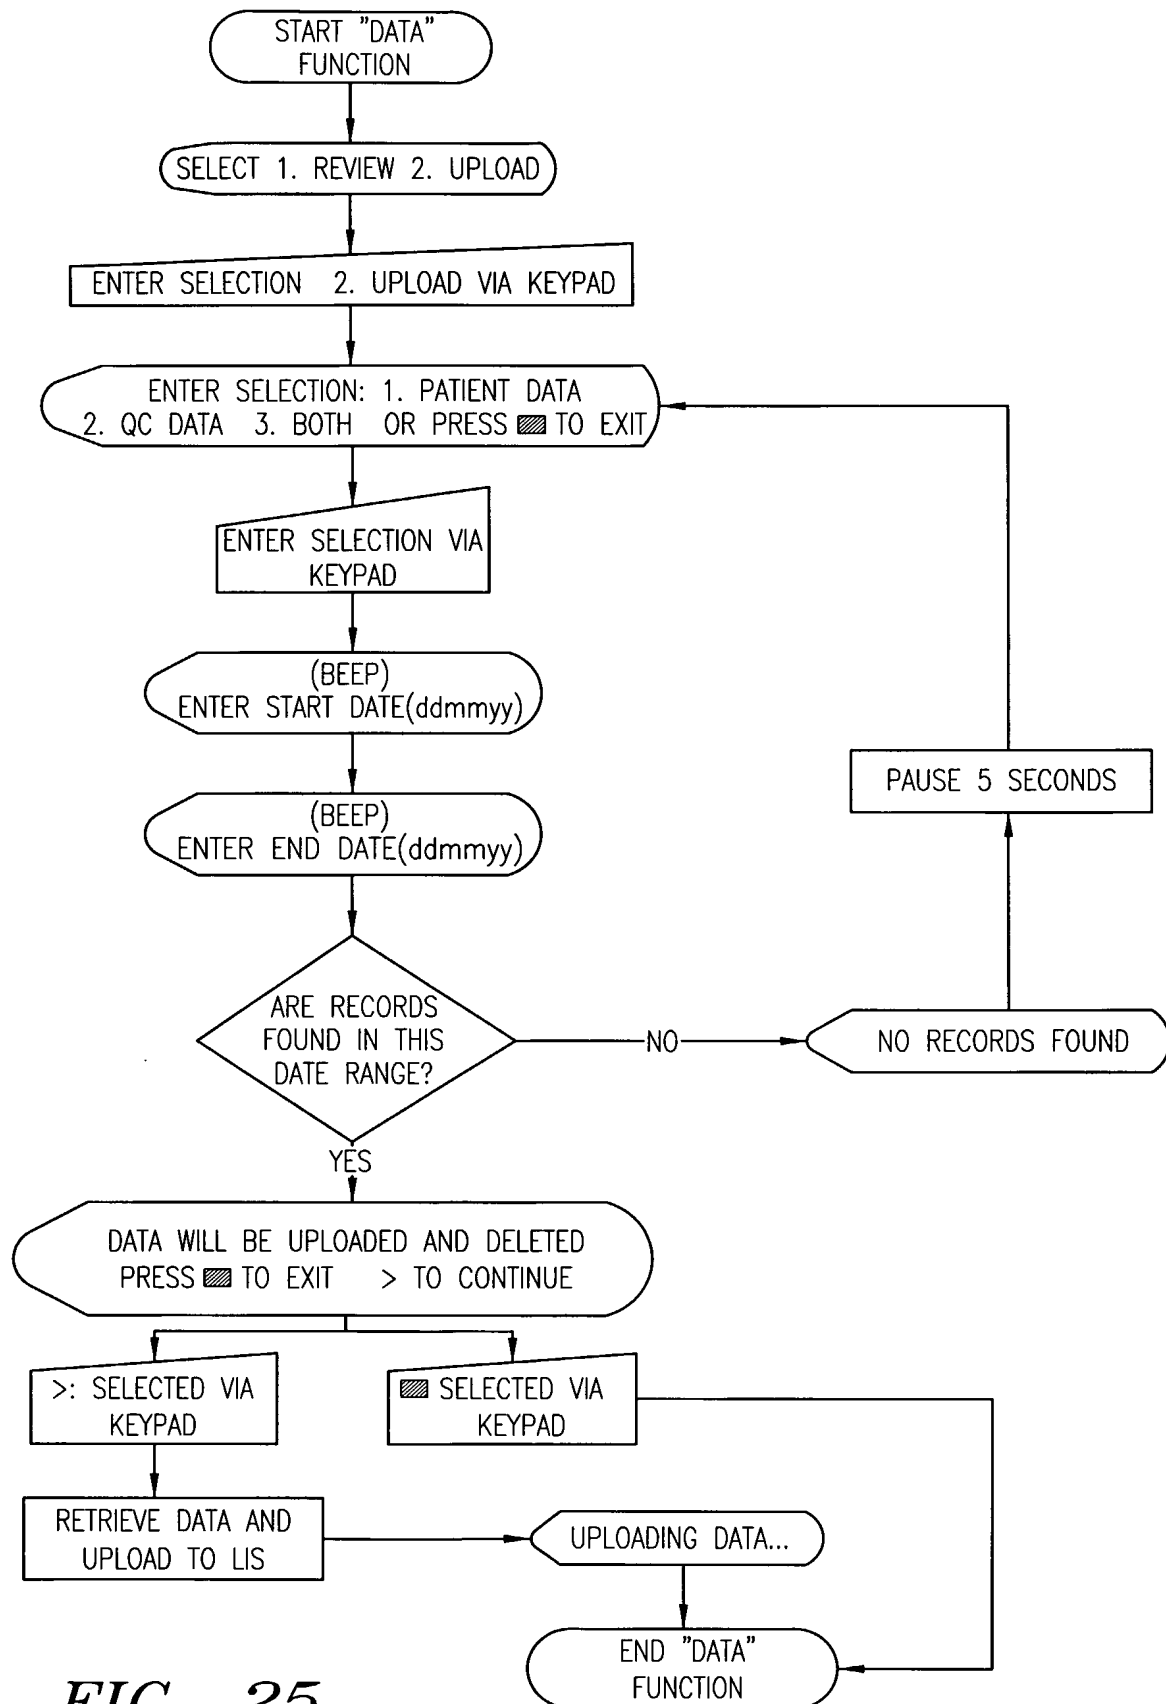 START "DATA"
FUNCTION
SELECT 1. REVIEW 2. UPLOAD
ENTER SELECTION 2. UPLOAD VIA KEYPAD
ENTER SELECTION: 1. PATIENT DATA
2. QC DATA 3. BOTH OR PRESS TO EXIT
ENTER SELECTION VIA
KEYPAD
(BEEP)
ENTER START DATE(ddmmyy)
PAUSE 5 SECONDS
(BEEP)
ENTER END DATE(ddmmyy)
ARE RECORDS
FOUND IN THIS
DATE RANGE?
NO
NO RECORDS FOUND
YES
DATA WILL BE UPLOADED AND DELETED
PRESS TO EXIT > TO CONTINUE
>: SELECTED VIA
KEYPAD
SELECTED VIA
KEYPAD
RETRIEVE DATA AND
UPLOAD TO LIS
UPLOADING DATA...
END "DATA"
FUNCTION
FIG. 25